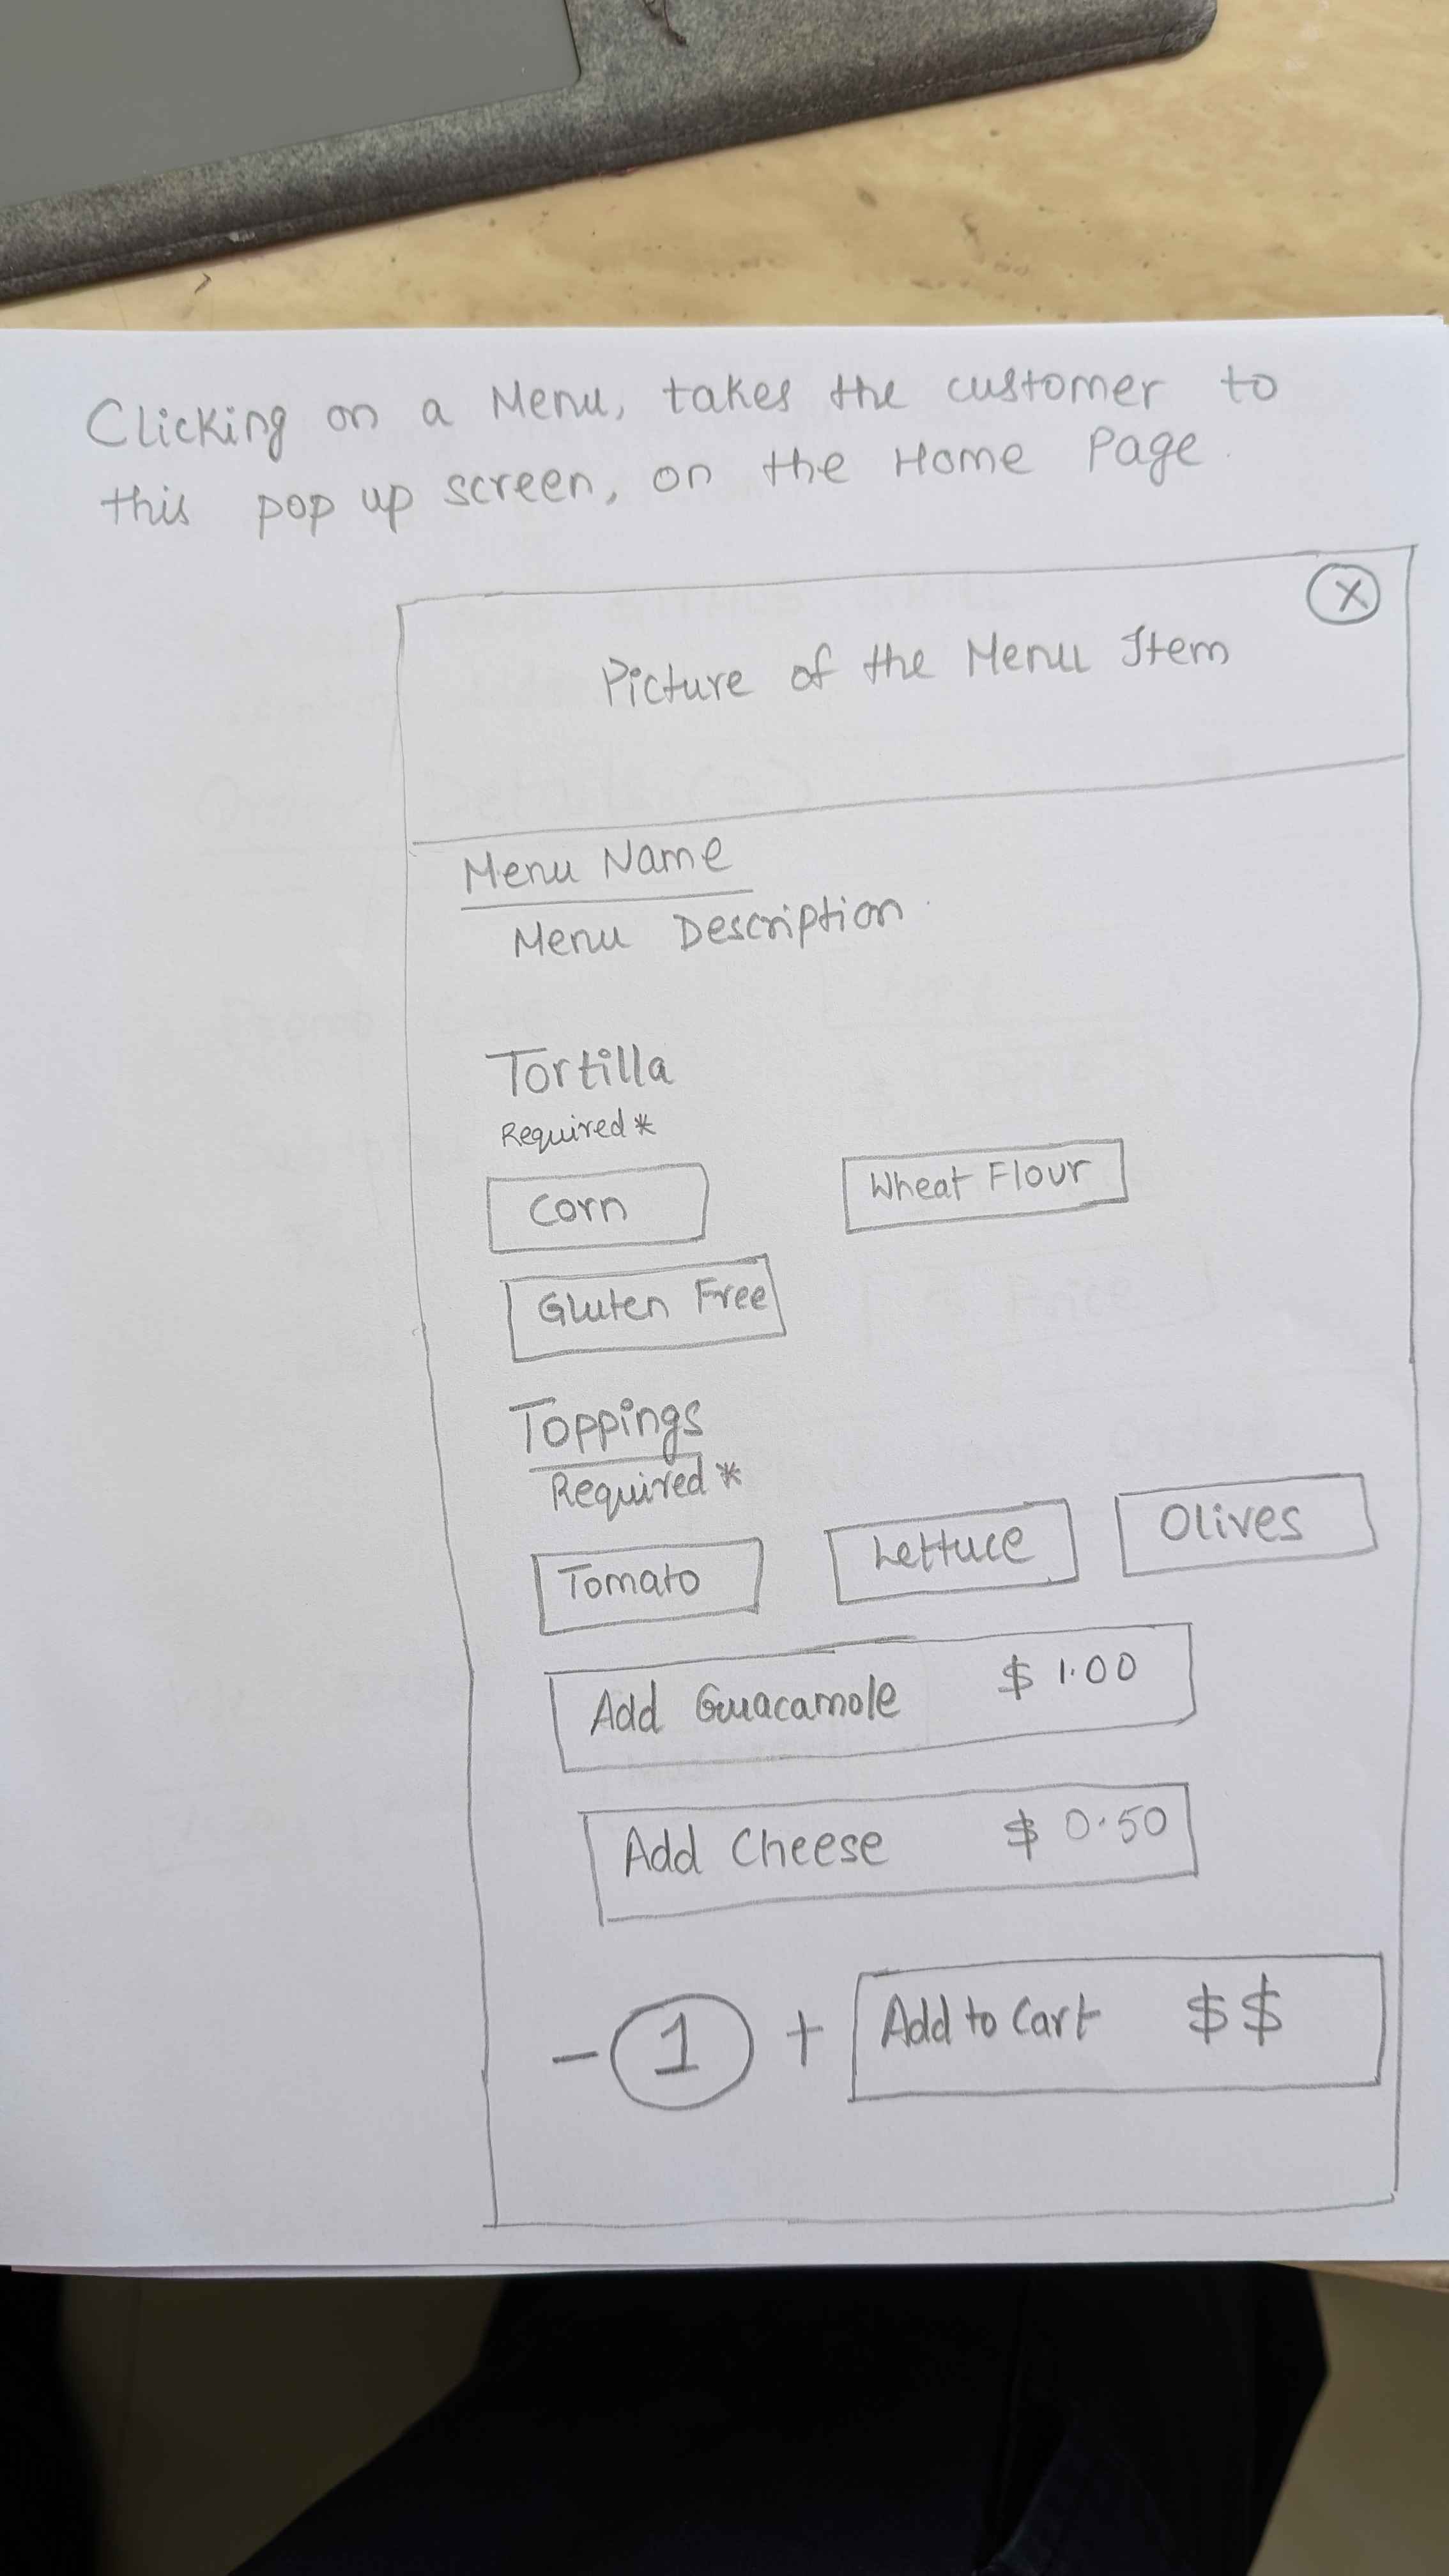 Clicking on a Menu, takes the customer to
this pop up screen, on the Home Page.
X
Picture of the Menu Item
Menu Name
Menu Description
Tortilla
Required *
Corn Wheat Flour
Gluten Free
Toppings
Required *
Tomato Lettuce Olives
Add Guacamole $ 1.00
Add Cheese $ 0.50
- 1 + Add to Cart $$